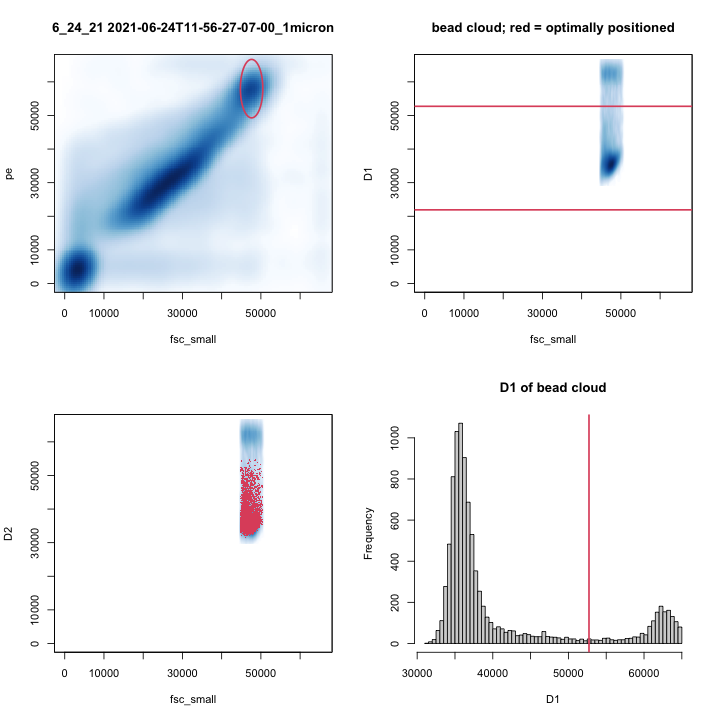 6_24_21 2021-06-24T11-56-27-07-00_1micron
pe
0 10000 30000 50000
0 10000 30000 50000
fsc_small
bead cloud; red = optimally positioned
D1
0 10000 30000 50000
0 10000 30000 50000
fsc_small
D2
0 10000 30000 50000
0 10000 30000 50000
fsc_small
D1 of bead cloud
Frequency
0 200 400 600 800 1000
30000 40000 50000 60000
D1